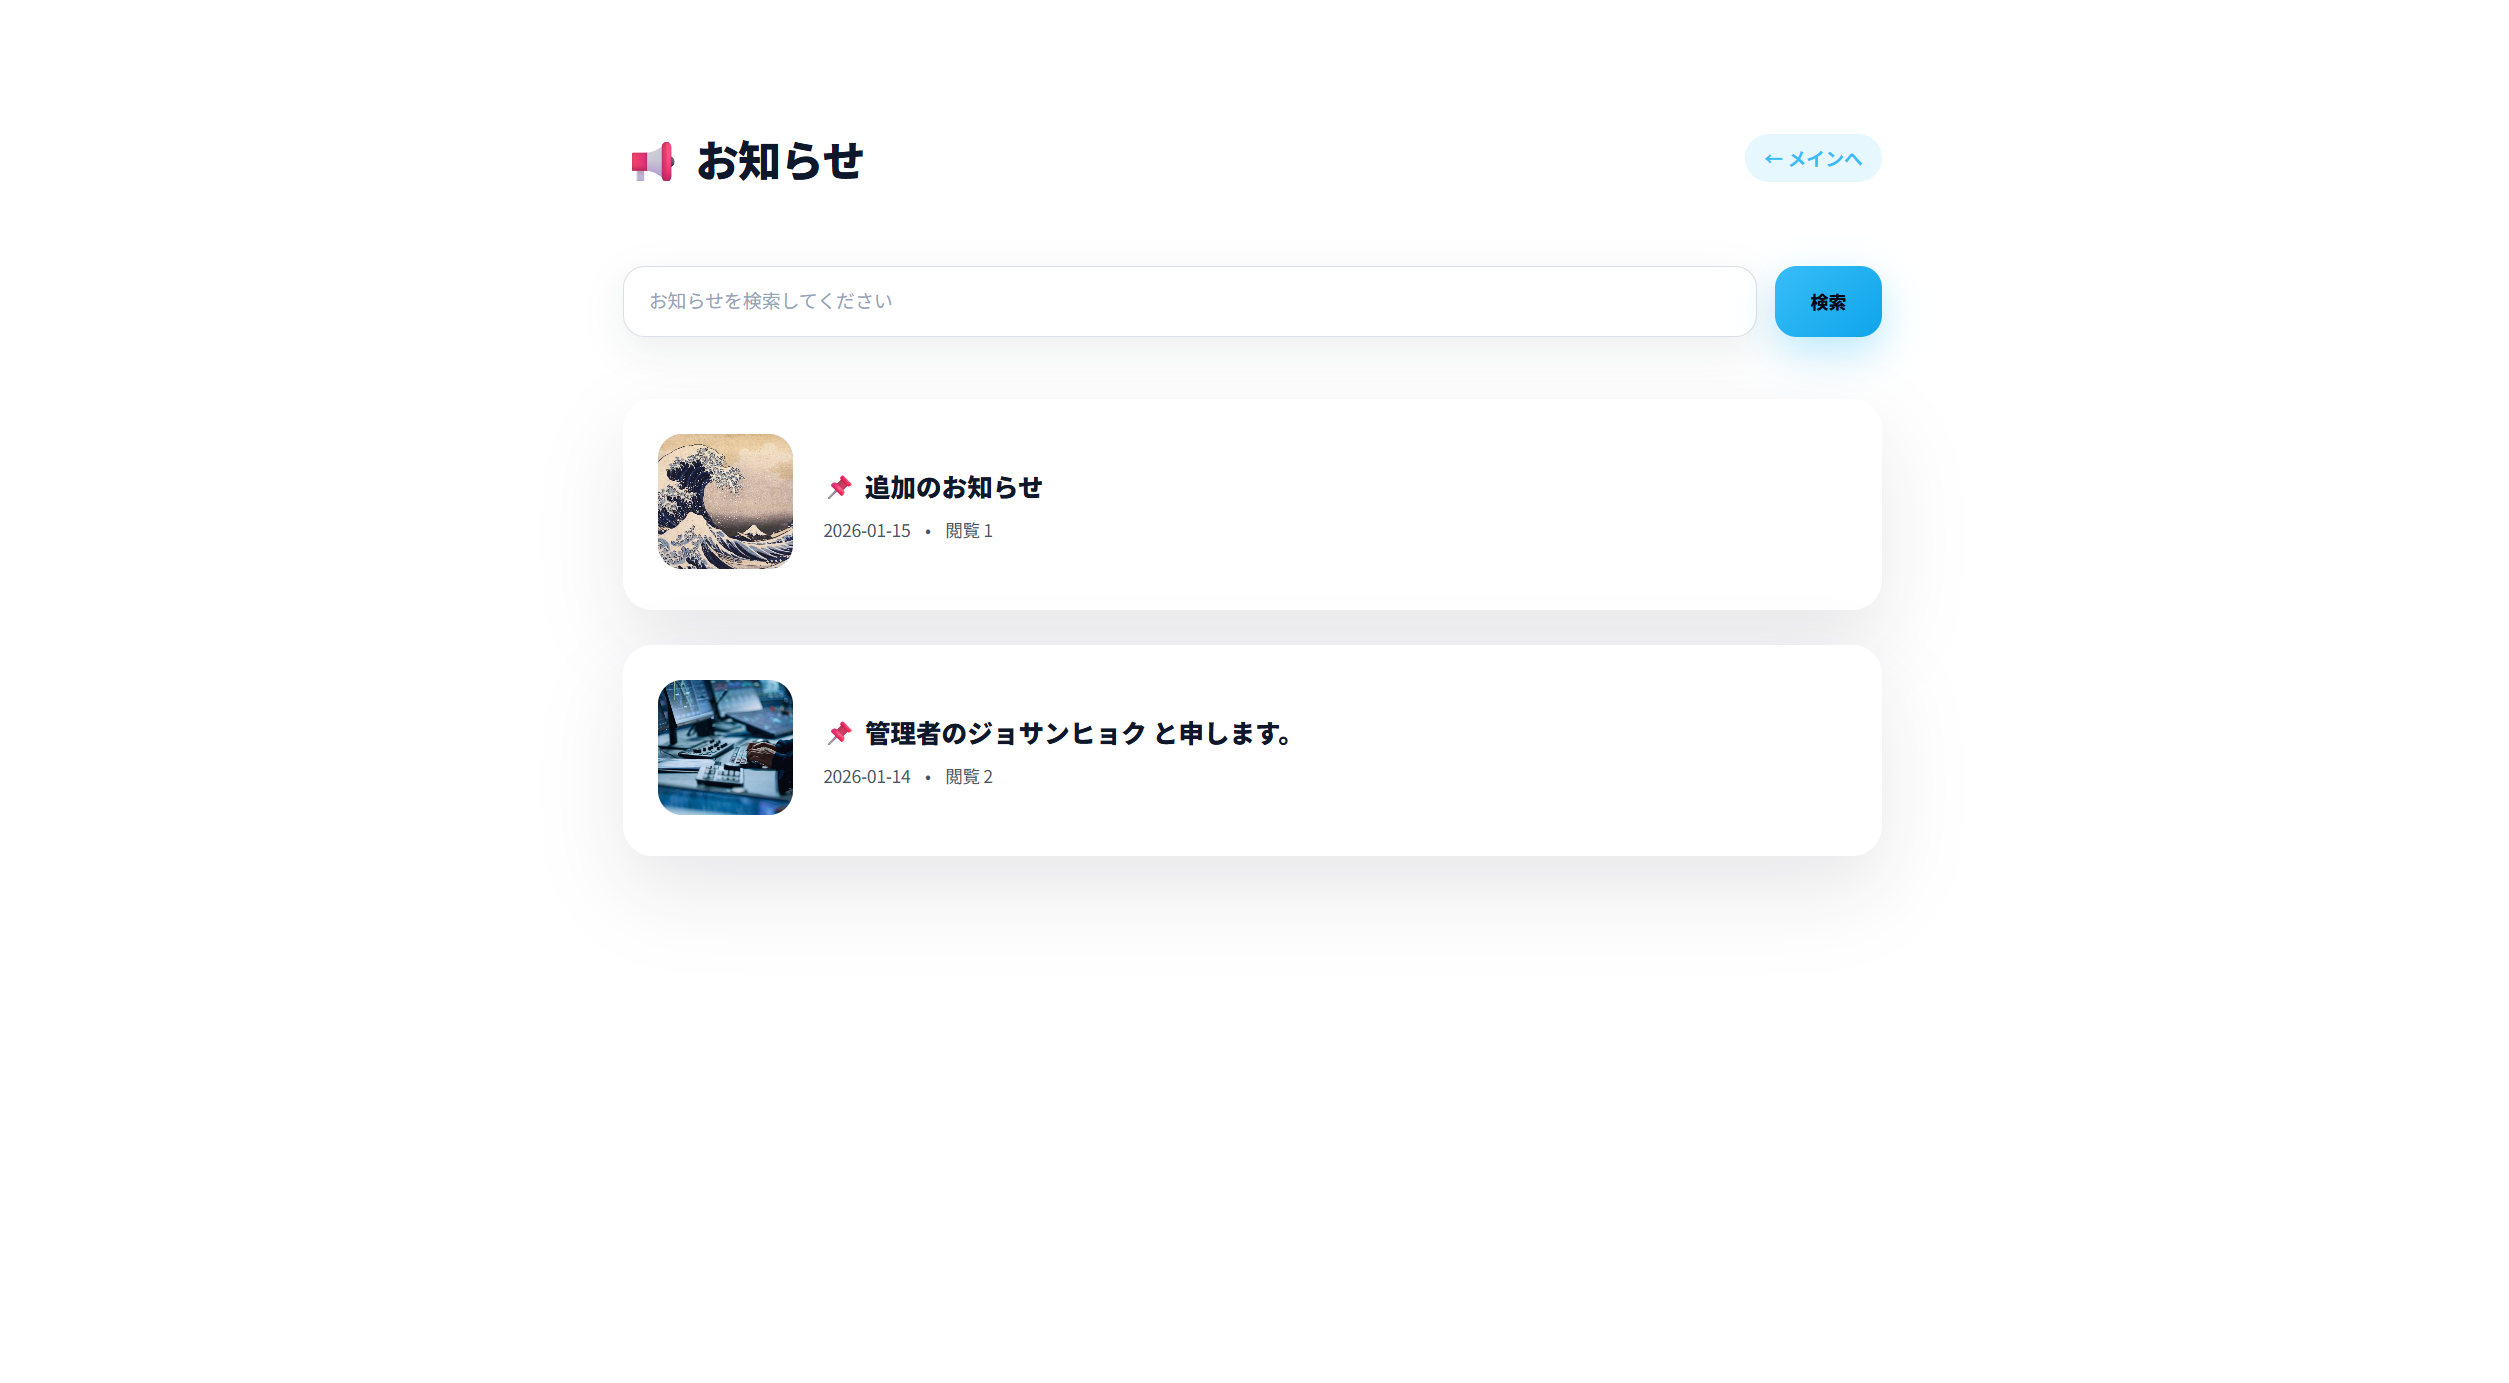 📢 お知らせ
← メインへ
お知らせを検索してください
検索
📌 追加のお知らせ
2026-01-15 • 閲覧 1
📌 管理者のジョサンヒョク と申します。
2026-01-14 • 閲覧 2